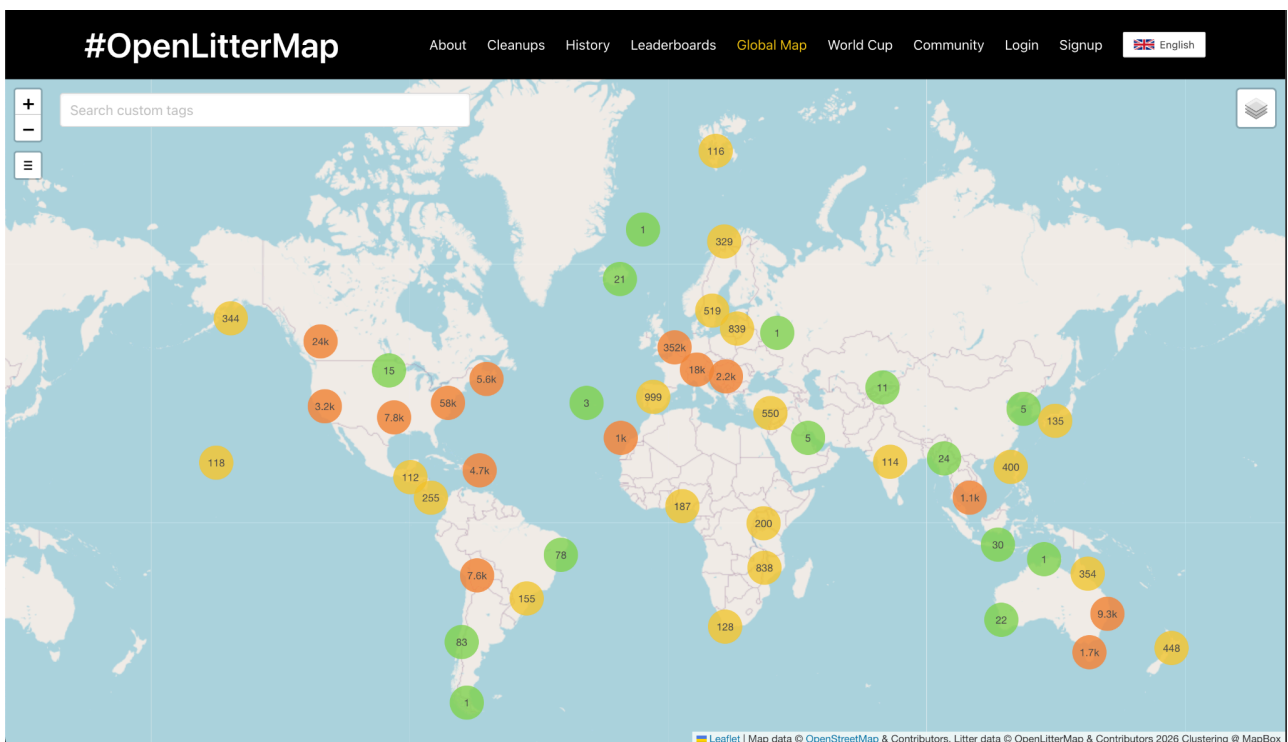 #OpenLitterMap
About Cleanups History Leaderboards Global Map World Cup Community Login Signup English
+
Search custom tags
−
116
1
329
21
344
519
839
1
24k
352k
15
18k
2.2k
5.6k
11
3.2k
58k
3
999
5
7.8k
550
135
1k
5
118
4.7k
114
24
400
112
255
1.1k
187
200
30
78
1
838
7.6k
354
155
9.3k
22
128
83
448
1.7k
1
Leaflet | Map data © OpenStreetMap & Contributors, Litter data © OpenLitterMap & Contributors 2026 Clustering @ MapBox